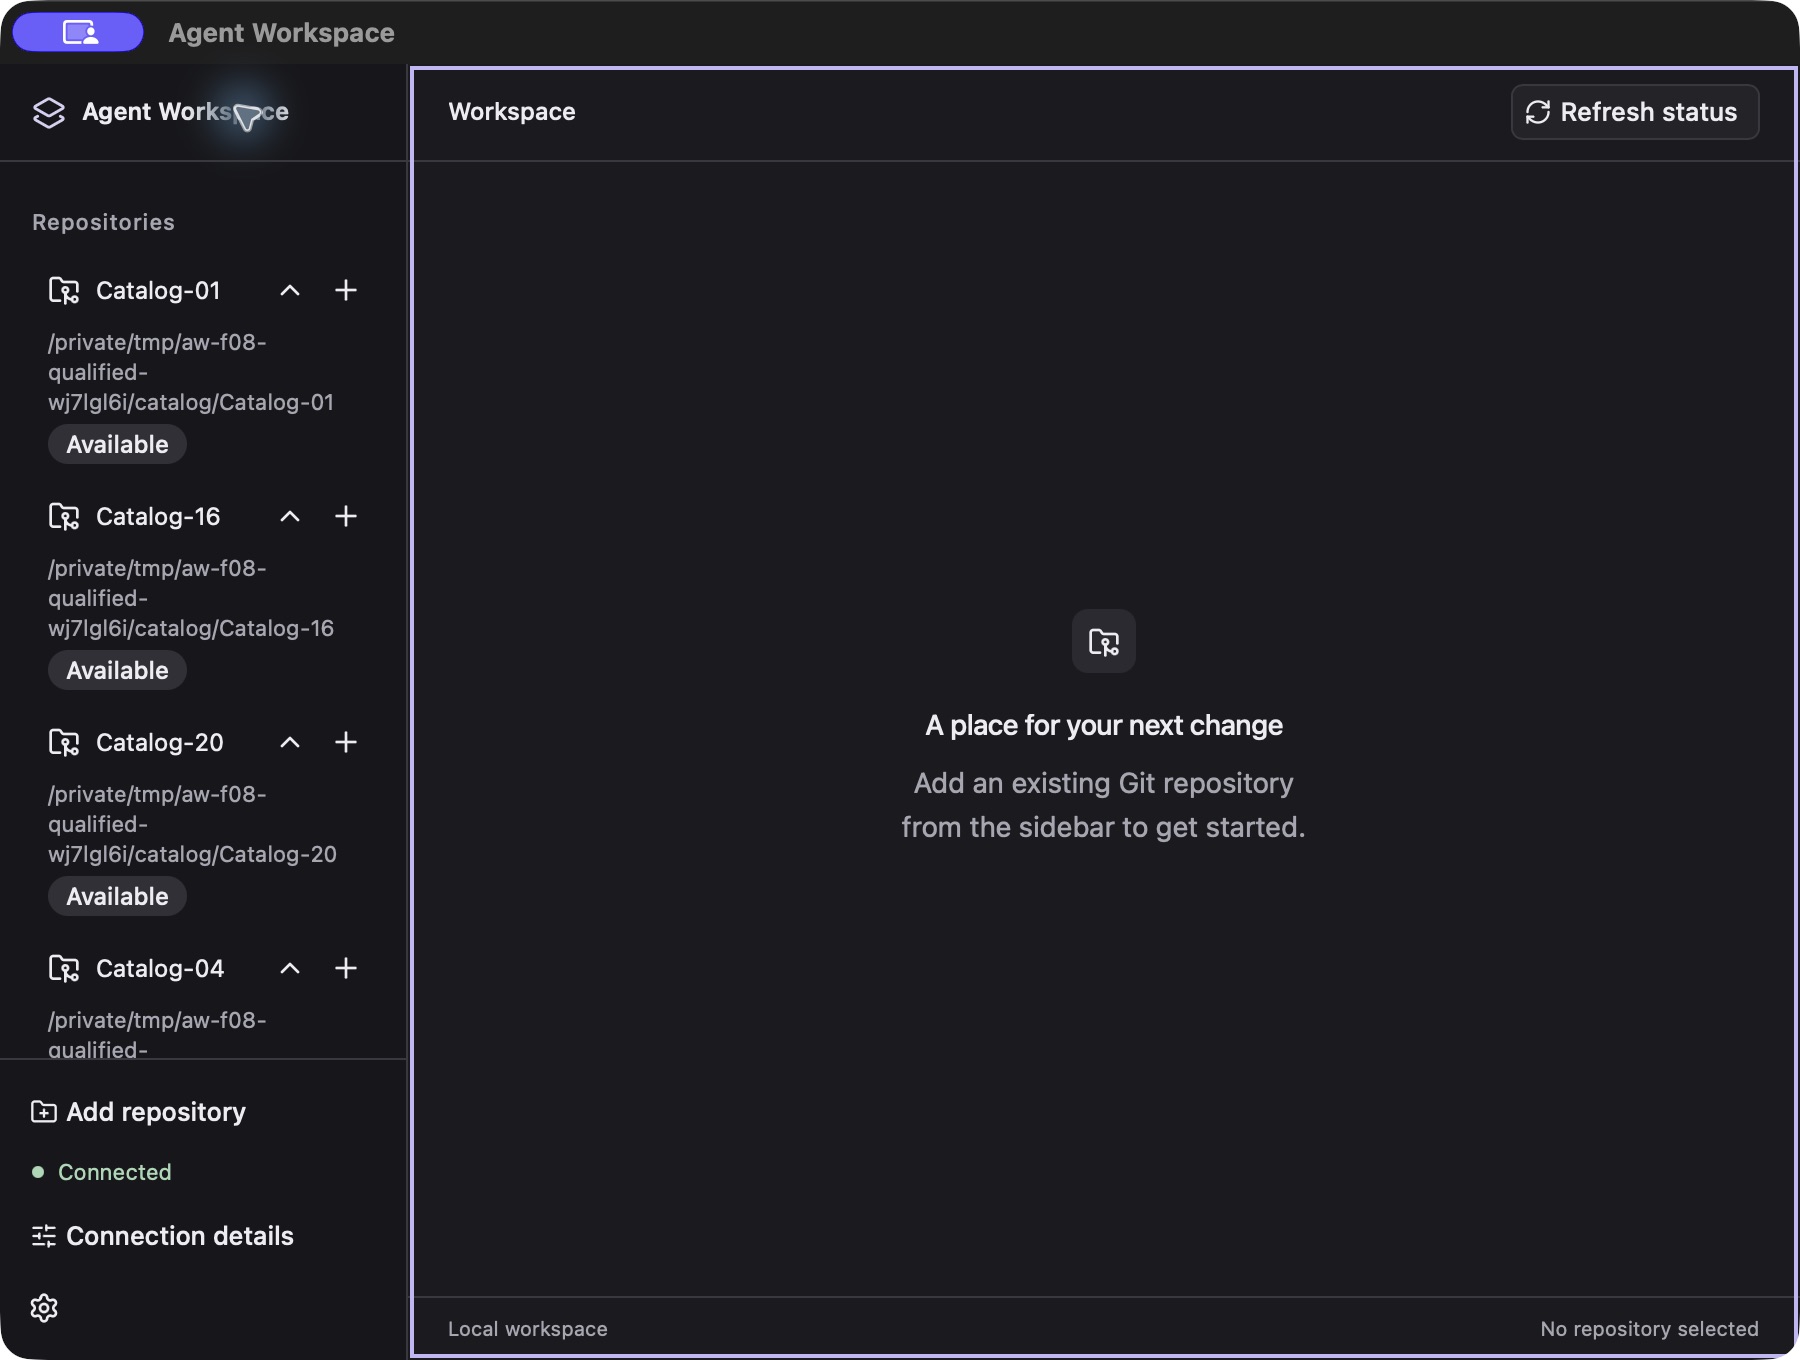 Agent Workspace
Agent Workspace
Repositories
Catalog-01
/private/tmp/aw-f08-
qualified-
wj7lgl6i/catalog/Catalog-01
Available
Catalog-16
/private/tmp/aw-f08-
qualified-
wj7lgl6i/catalog/Catalog-16
Available
Catalog-20
/private/tmp/aw-f08-
qualified-
wj7lgl6i/catalog/Catalog-20
Available
Catalog-04
/private/tmp/aw-f08-
qualified-
Add repository
Connected
Connection details
Workspace
Refresh status
A place for your next change
Add an existing Git repository
from the sidebar to get started.
Local workspace
No repository selected